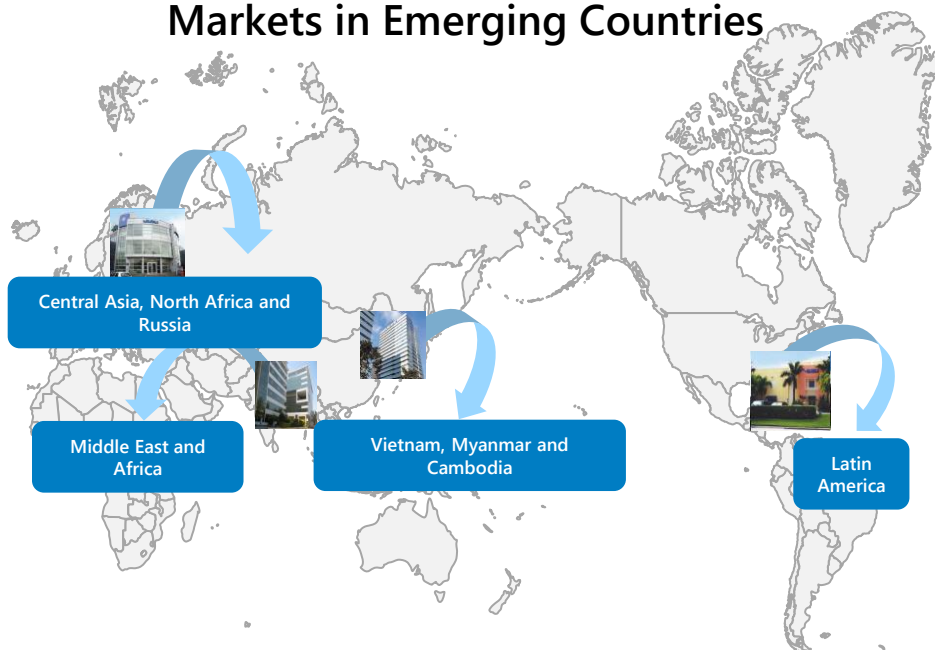 Markets in Emerging Countries
Central Asia, North Africa and
Russia
Middle East and
Africa
Vietnam, Myanmar and
Cambodia
Latin
America